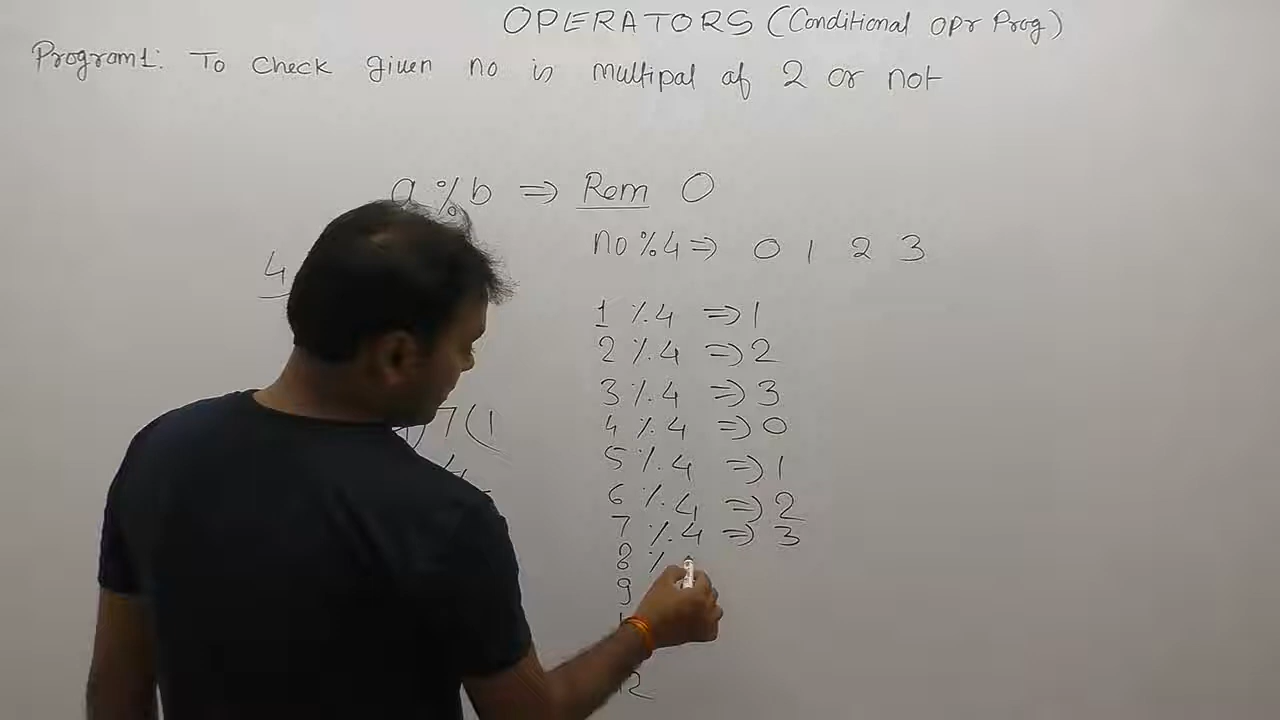 OPERATORS (Conditional opr Prog)
Program1: To check given no is multipal of 2 or not
a % b ⇒ Rem 0
no % 4 ⇒ 0 1 2 3
4
1 % 4 ⇒ 1
2 % 4 ⇒ 2
3 % 4 ⇒ 3
4 % 4 ⇒ 0
7 ( 1
5 % 4 ⇒ 1
6 % 4 ⇒ 2
7 % 4 ⇒ 3
8 %
9
12